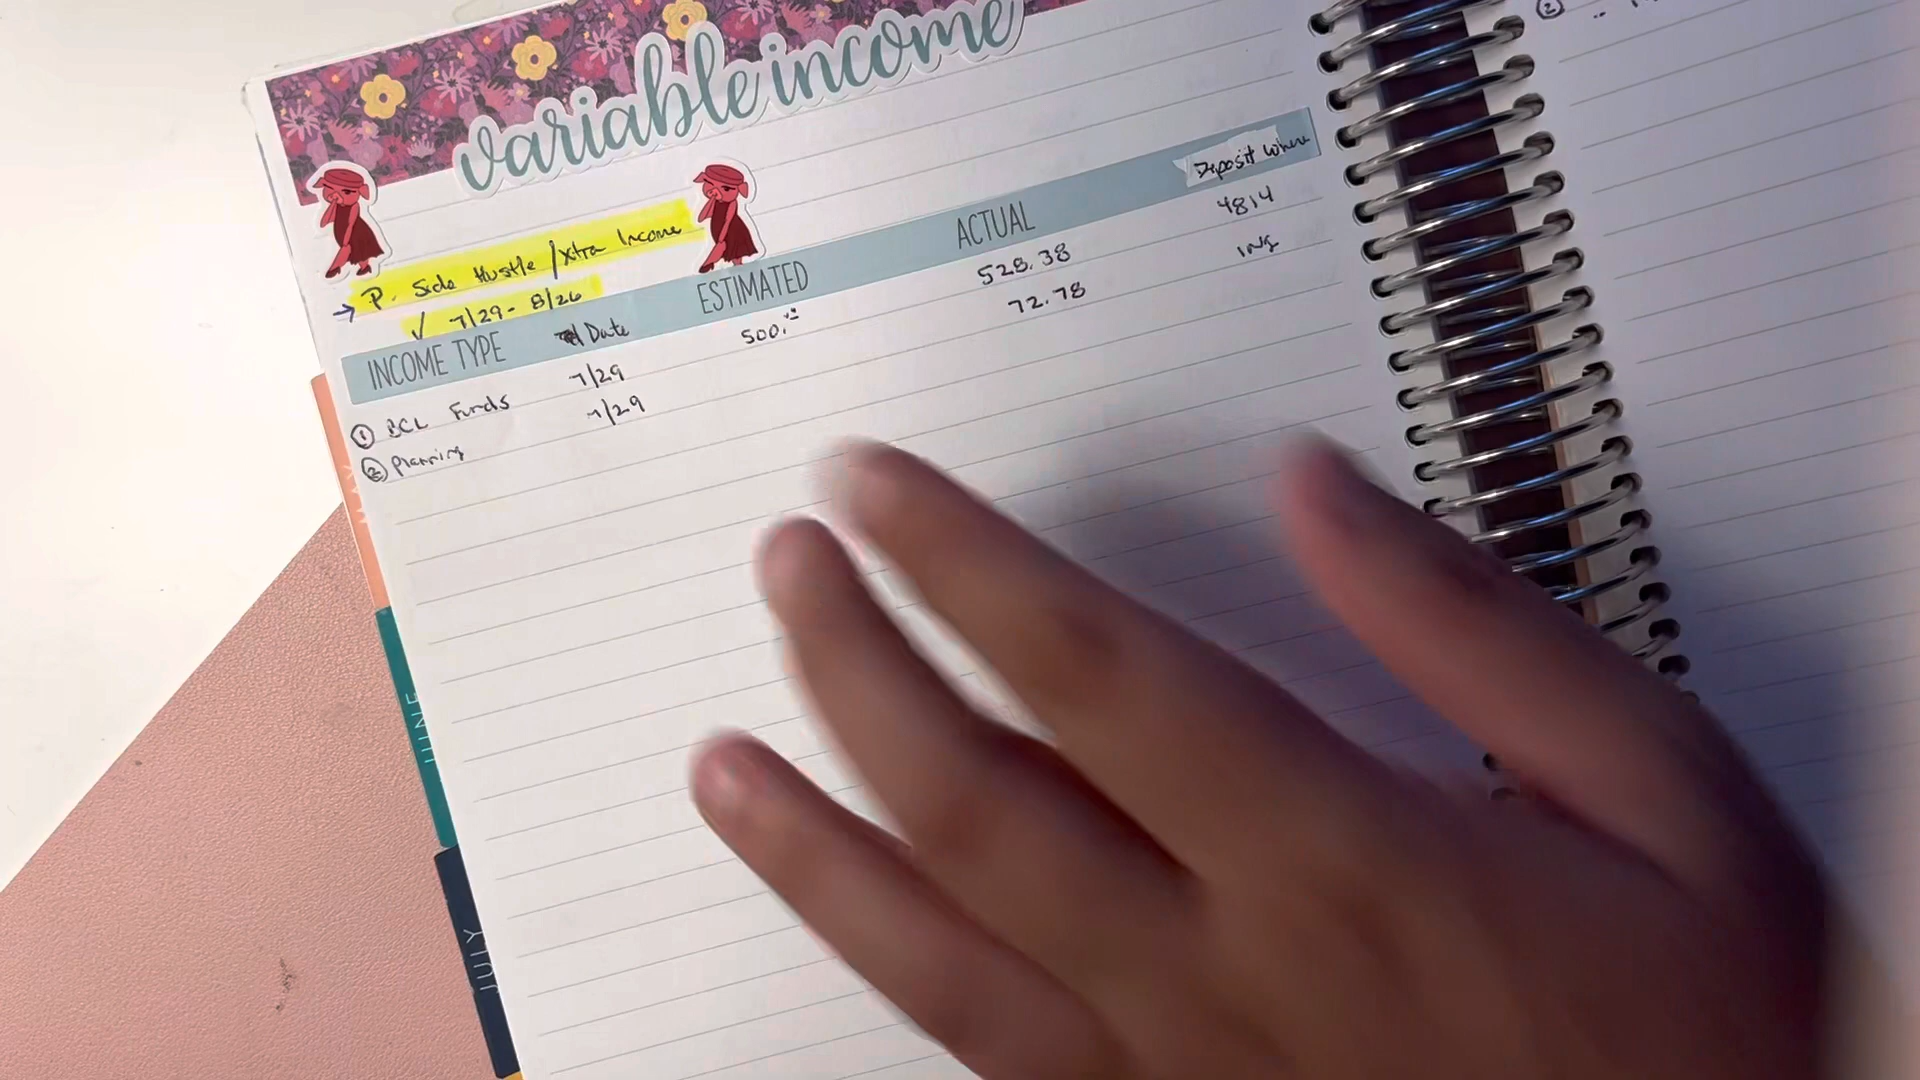 variable income
→ P. Side Hustle / Xtra Income
✓ 7/29 - 8/26
INCOME TYPE Date ESTIMATED ACTUAL Deposit Where
① BCL Funds 7/29 500. 528.38 4814
② Planning 7/29 72.78 ING
②
JUNE
JULY